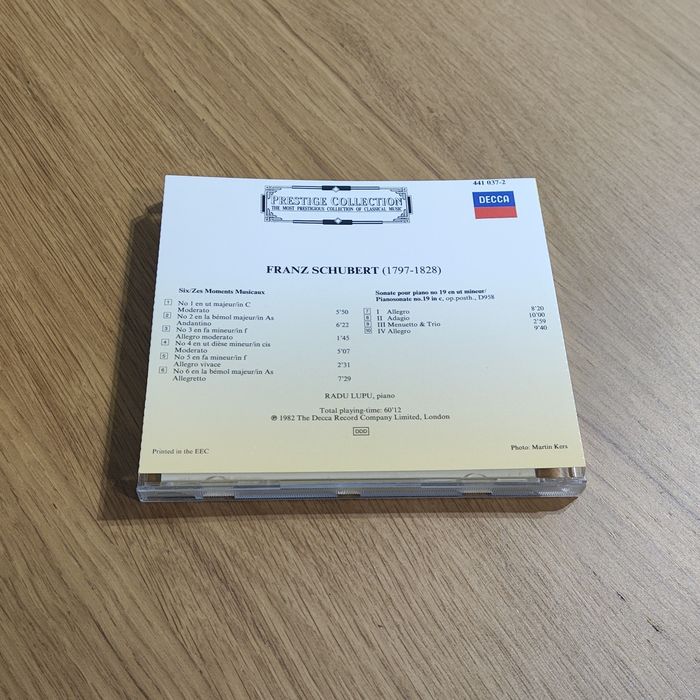 441 037-2
PRESTIGE COLLECTION
THE MOST PRESTIGIOUS COLLECTION OF CLASSICAL MUSIC
DECCA
FRANZ SCHUBERT (1797-1828)
Six/Zes Moments Musicaux
1 No 1 en ut majeur/in C
Moderato 5'50
2 No 2 en la bémol majeur/in As
Andantino 6'22
3 No 3 en fa mineur/in f
Allegro moderato 1'45
4 No 4 en ut dièse mineur/in cis
Moderato 5'07
5 No 5 en fa mineur/in f
Allegro vivace 2'31
6 No 6 en la bémol majeur/in As
Allegretto 7'29
Sonate pour piano no. 19 en ut mineur/
Pianosonate no. 19 in c, op.posth., D958
7 I Allegro 8'20
8 II Adagio 10'00
9 III Menuetto & Trio 2'59
10 IV Allegro 9'40
RADU LUPU, piano
Total playing-time: 60'12
℗ 1982 The Decca Record Company Limited, London
DDD
Printed in the EEC
Photo: Martin Kers